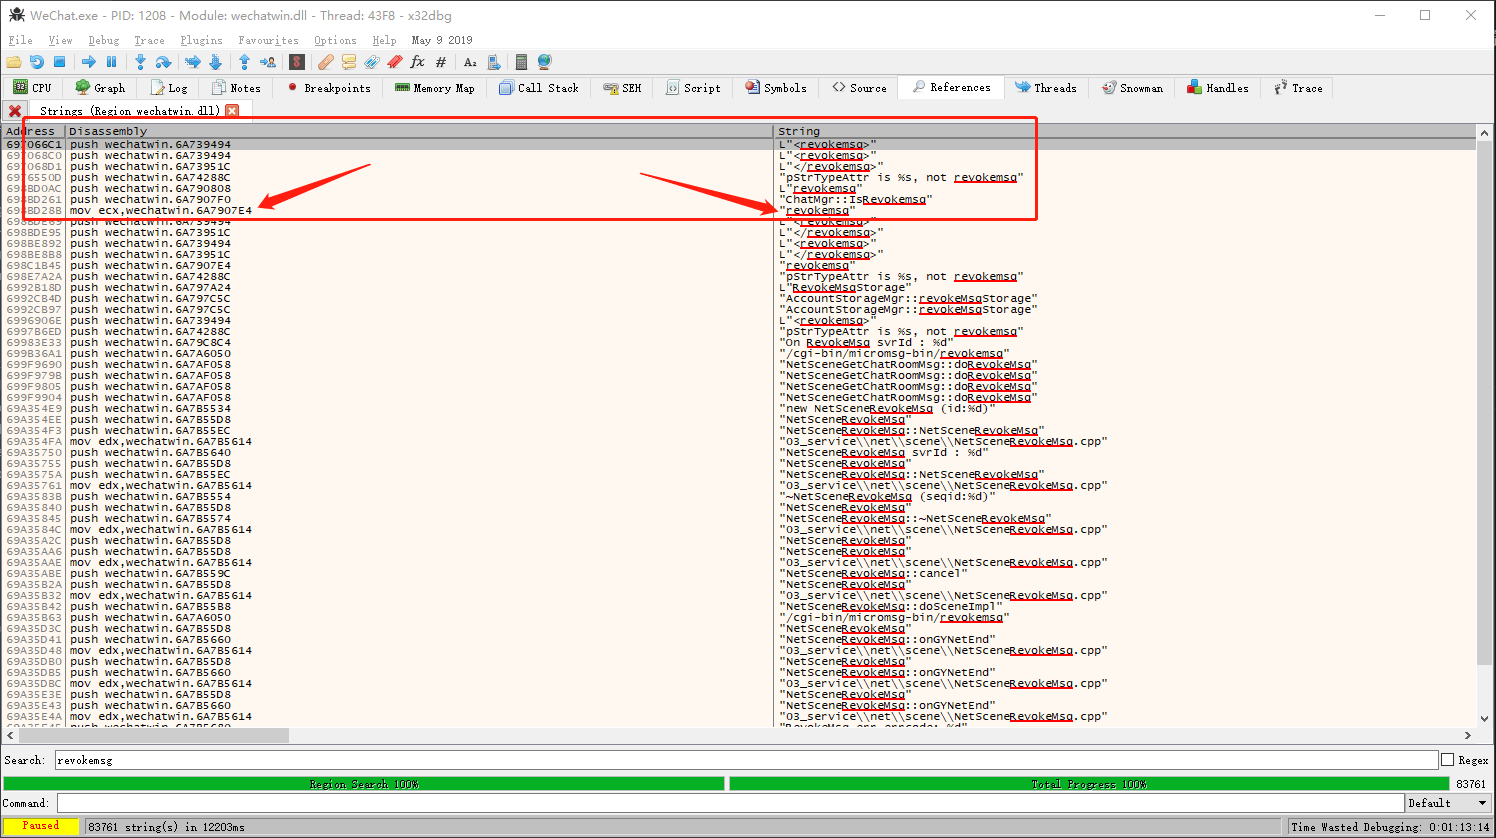 WeChat.exe - PID: 1208 - Module: wechatwin.dll - Thread: 43F8 - x32dbg
File View Debug Trace Plugins Favourites Options Help May 9 2019
CPU Graph Log Notes Breakpoints Memory Map Call Stack SEH Script Symbols Source References Threads Snowman Handles Trace
Strings (Region wechatwin.dll)
Address Disassembly String
697066C1 push wechatwin.6A739494 L"<revokemsg>"
697068C0 push wechatwin.6A739494 L"<revokemsg>"
697068D1 push wechatwin.6A73951C L"</revokemsg>"
6976550D push wechatwin.6A74288C "pStrTypeAttr is %s, not revokemsg"
698BD0AC push wechatwin.6A790808 L"revokemsg"
698BD261 push wechatwin.6A7907F0 "ChatMgr::IsRevokemsg"
698BD28B mov ecx,wechatwin.6A7907E4 "revokemsg"
698BDE69 push wechatwin.6A739494 L"<revokemsg>"
698BDE95 push wechatwin.6A73951C L"</revokemsg>"
698BE892 push wechatwin.6A739494 L"<revokemsg>"
698BE8B8 push wechatwin.6A73951C L"</revokemsg>"
698C1B45 push wechatwin.6A7907E4 "revokemsg"
698E7A2A push wechatwin.6A74288C "pStrTypeAttr is %s, not revokemsg"
6992B18D push wechatwin.6A797A24 L"RevokeMsgStorage"
6992CB4D push wechatwin.6A797C5C "AccountStorageMgr::revokeMsgStorage"
6992CB97 push wechatwin.6A797C5C "AccountStorageMgr::revokeMsgStorage"
6996906E push wechatwin.6A739494 L"<revokemsg>"
6997B6ED push wechatwin.6A74288C "pStrTypeAttr is %s, not revokemsg"
69983E33 push wechatwin.6A79C8C4 "On RevokeMsg svrId : %d"
699B36A1 push wechatwin.6A7A6050 "/cgi-bin/micromsg-bin/revokemsg"
699F9690 push wechatwin.6A7AF058 "NetSceneGetChatRoomMsg::doRevokeMsg"
699F979B push wechatwin.6A7AF058 "NetSceneGetChatRoomMsg::doRevokeMsg"
699F9805 push wechatwin.6A7AF058 "NetSceneGetChatRoomMsg::doRevokeMsg"
699F9904 push wechatwin.6A7AF058 "NetSceneGetChatRoomMsg::doRevokeMsg"
69A354E9 push wechatwin.6A7B5534 "new NetSceneRevokeMsg (id:%d)"
69A354EE push wechatwin.6A7B55D8 "NetSceneRevokeMsg"
69A354F3 push wechatwin.6A7B55EC "NetSceneRevokeMsg::NetSceneRevokeMsg"
69A354FA mov edx,wechatwin.6A7B5614 "03_service\\net\\scene\\NetSceneRevokeMsg.cpp"
69A35750 push wechatwin.6A7B5640 "NetSceneRevokeMsg svrId : %d"
69A35755 push wechatwin.6A7B55D8 "NetSceneRevokeMsg"
69A3575A push wechatwin.6A7B55EC "NetSceneRevokeMsg::NetSceneRevokeMsg"
69A35761 mov edx,wechatwin.6A7B5614 "03_service\\net\\scene\\NetSceneRevokeMsg.cpp"
69A3583B push wechatwin.6A7B5554 "~NetSceneRevokeMsg (seqid:%d)"
69A35840 push wechatwin.6A7B55D8 "NetSceneRevokeMsg"
69A35845 push wechatwin.6A7B5574 "NetSceneRevokeMsg::~NetSceneRevokeMsg"
69A3584C mov edx,wechatwin.6A7B5614 "03_service\\net\\scene\\NetSceneRevokeMsg.cpp"
69A35A2C push wechatwin.6A7B55D8 "NetSceneRevokeMsg"
69A35AA6 push wechatwin.6A7B55D8 "NetSceneRevokeMsg"
69A35AAE mov edx,wechatwin.6A7B5614 "03_service\\net\\scene\\NetSceneRevokeMsg.cpp"
69A35ABE push wechatwin.6A7B559C "NetSceneRevokeMsg::cancel"
69A35B2A push wechatwin.6A7B55D8 "NetSceneRevokeMsg"
69A35B32 mov edx,wechatwin.6A7B5614 "03_service\\net\\scene\\NetSceneRevokeMsg.cpp"
69A35B42 push wechatwin.6A7B55B8 "NetSceneRevokeMsg::doSceneImpl"
69A35B63 push wechatwin.6A7A6050 "/cgi-bin/micromsg-bin/revokemsg"
69A35D3C push wechatwin.6A7B55D8 "NetSceneRevokeMsg"
69A35D41 push wechatwin.6A7B5660 "NetSceneRevokeMsg::onGYNetEnd"
69A35D48 mov edx,wechatwin.6A7B5614 "03_service\\net\\scene\\NetSceneRevokeMsg.cpp"
69A35DB0 push wechatwin.6A7B55D8 "NetSceneRevokeMsg"
69A35DB5 push wechatwin.6A7B5660 "NetSceneRevokeMsg::onGYNetEnd"
69A35DBC mov edx,wechatwin.6A7B5614 "03_service\\net\\scene\\NetSceneRevokeMsg.cpp"
69A35E3E push wechatwin.6A7B55D8 "NetSceneRevokeMsg"
69A35E43 push wechatwin.6A7B5660 "NetSceneRevokeMsg::onGYNetEnd"
69A35E4A mov edx,wechatwin.6A7B5614 "03_service\\net\\scene\\NetSceneRevokeMsg.cpp"
Search: revokemsg Regex
Region Search 100% Total Progress 100% 83761
Command: Default
Paused 83761 string(s) in 12203ms Time Wasted Debugging: 0:01:13:14